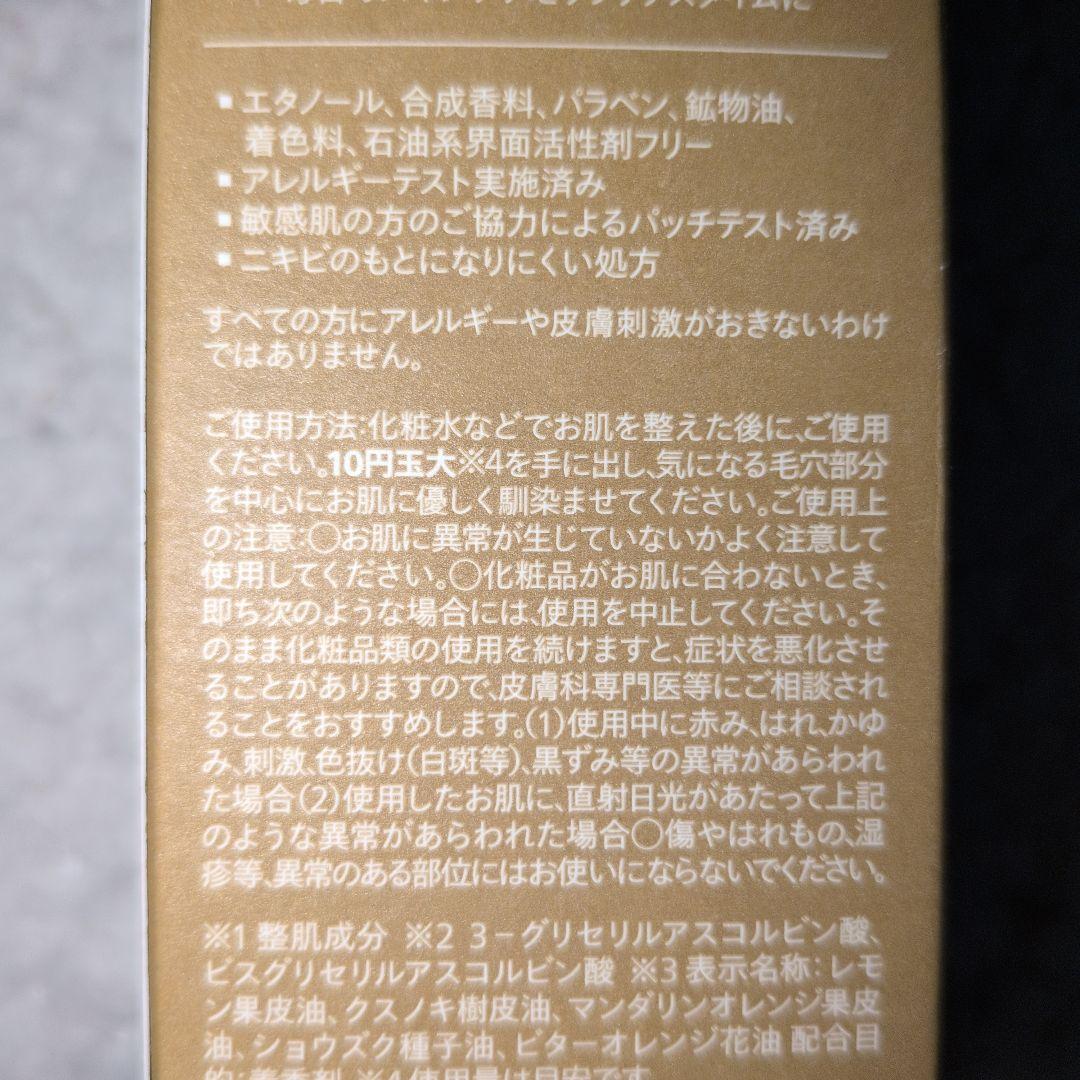 ■エタノール、合成香料、パラベン、鉱物油、
着色料、石油系界面活性剤フリー
■アレルギーテスト実施済み
■敏感肌の方のご協力によるパッチテスト済み
■ニキビのもとになりにくい処方
すべての方にアレルギーや皮膚刺激がおきないわけ
ではありません。
ご使用方法:化粧水などでお肌を整えた後に、ご使用
ください。10円玉大※4を手に出し、気になる毛穴部分
を中心にお肌に優しく馴染ませてください。ご使用上
の注意:○お肌に異常が生じていないかよく注意して
使用してください。○化粧品がお肌に合わないとき、
即ち次のような場合には、使用を中止してください。そ
のまま化粧品類の使用を続けますと、症状を悪化させ
ることがありますので、皮膚科専門医等にご相談され
ることをおすすめします。(1)使用中に赤み、はれ、かゆ
み、刺激、色抜け(白斑等)、黒ずみ等の異常があらわれ
た場合(2)使用したお肌に、直射日光があたって上記
のような異常があらわれた場合○傷やはれもの、湿
疹等、異常のある部位にはお使いにならないでください。
※1 整肌成分 ※2 3－グリセリルアスコルビン酸、
ビスグリセリルアスコルビン酸 ※3 表示名称：レモ
ン果皮油、クスノキ樹皮油、マンダリンオレンジ果皮
油、ショウズク種子油、ビターオレンジ花油 配合目
的：着香剤 ※4 使用量は目安です